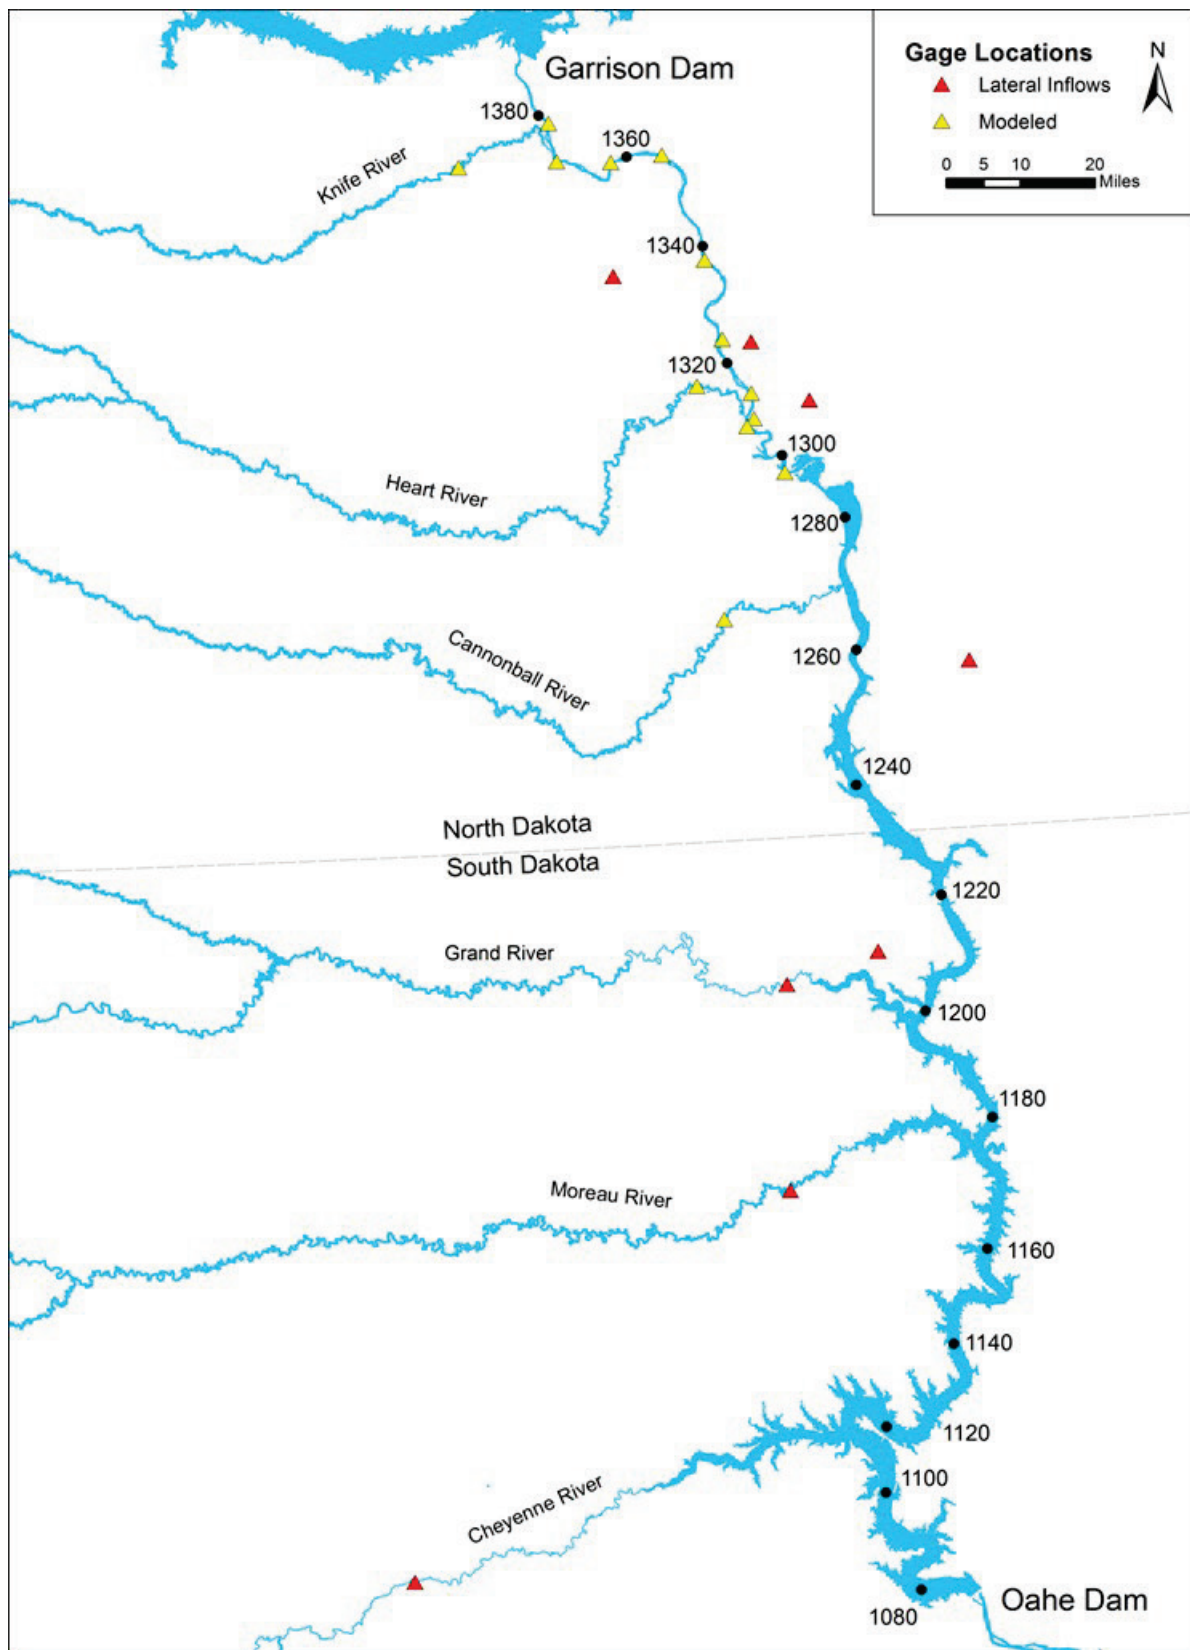 Gage Locations
Lateral Inflows
Modeled
N
0 5 10 20
Miles
Garrison Dam
1380
1360
Knife River
1340
1320
1300
Heart River
1280
Cannonball River
1260
1240
North Dakota
South Dakota
1220
Grand River
1200
1180
Moreau River
1160
1140
1120
1100
Cheyenne River
1080
Oahe Dam